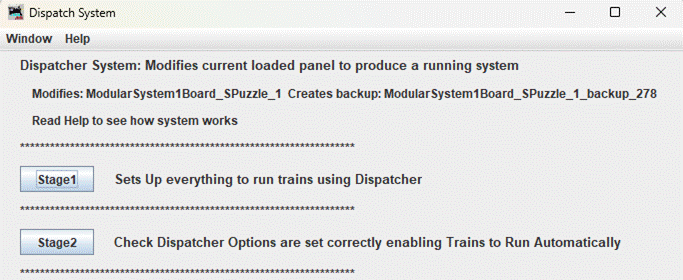 Dispatch System
Window Help
Dispatcher System: Modifies current loaded panel to produce a running system
Modifies: ModularSystem1Board_SPuzzle_1 Creates backup: ModularSystem1Board_SPuzzle_1_backup_278
Read Help to see how system works
*******************************************************************
Stage1 Sets Up everything to run trains using Dispatcher
*******************************************************************
Stage2 Check Dispatcher Options are set correctly enabling Trains to Run Automatically
*******************************************************************